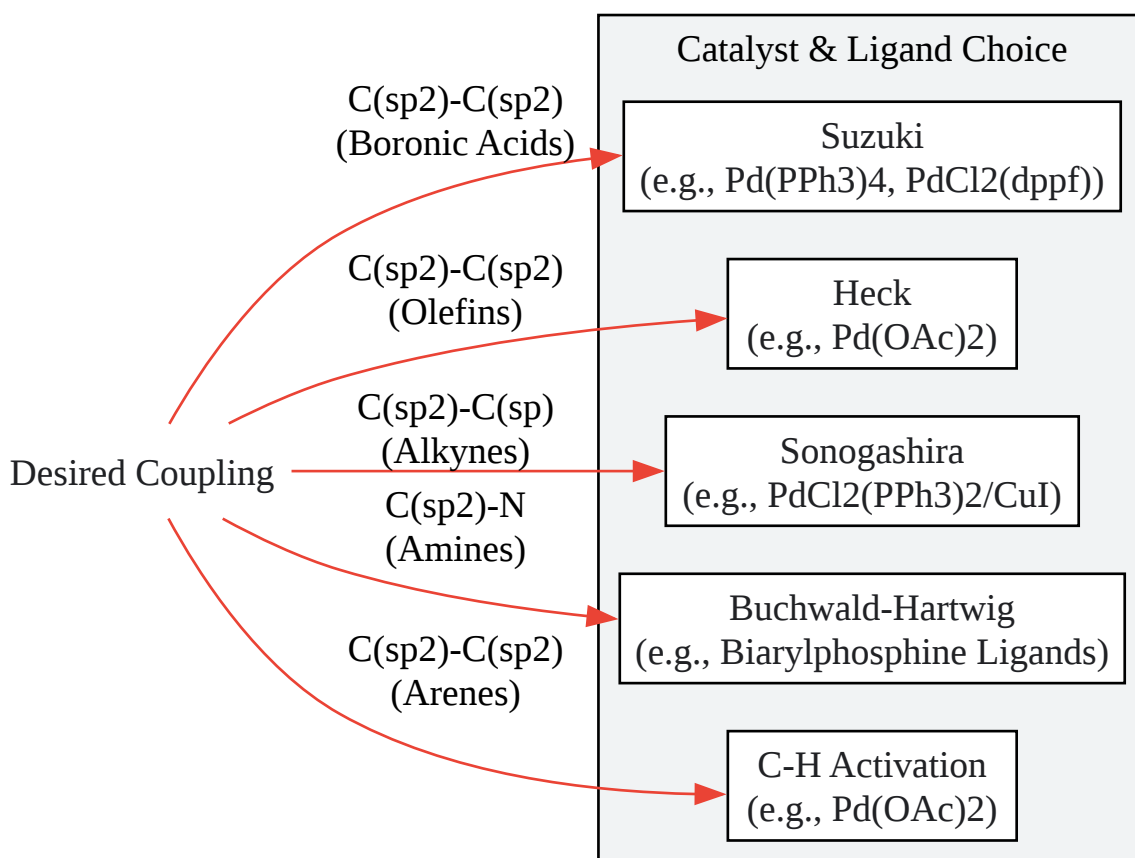 Catalyst & Ligand Choice
C(sp2)-C(sp2)
(Boronic Acids)
Suzuki
(e.g., Pd(PPh3)4, PdCl2(dppf))
C(sp2)-C(sp2)
(Olefins)
Heck
(e.g., Pd(OAc)2)
Desired Coupling
C(sp2)-C(sp)
(Alkynes)
Sonogashira
(e.g., PdCl2(PPh3)2/CuI)
C(sp2)-N
(Amines)
Buchwald-Hartwig
(e.g., Biarylphosphine Ligands)
C(sp2)-C(sp2)
(Arenes)
C-H Activation
(e.g., Pd(OAc)2)